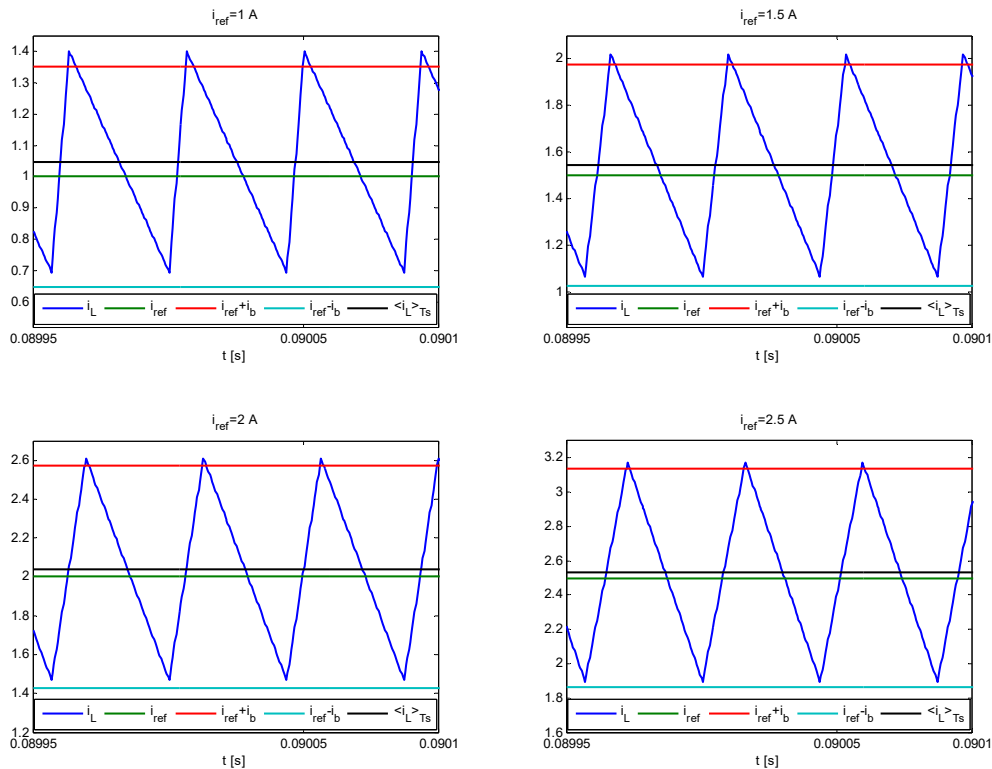 i_ref=1 A
1.4
1.3
1.2
1.1
1
0.9
0.8
0.7
0.6
i_L i_ref i_ref+i_b i_ref-i_b <i_L>_Ts
0.08995 0.09005 0.0901
t [s]
i_ref=1.5 A
2
1.8
1.6
1.4
1.2
1
i_L i_ref i_ref+i_b i_ref-i_b <i_L>_Ts
0.08995 0.09005 0.0901
t [s]
i_ref=2 A
2.6
2.4
2.2
2
1.8
1.6
1.4
1.2
i_L i_ref i_ref+i_b i_ref-i_b <i_L>_Ts
0.08995 0.09005 0.0901
t [s]
i_ref=2.5 A
3.2
3
2.8
2.6
2.4
2.2
2
1.8
1.6
i_L i_ref i_ref+i_b i_ref-i_b <i_L>_Ts
0.08995 0.09005 0.0901
t [s]